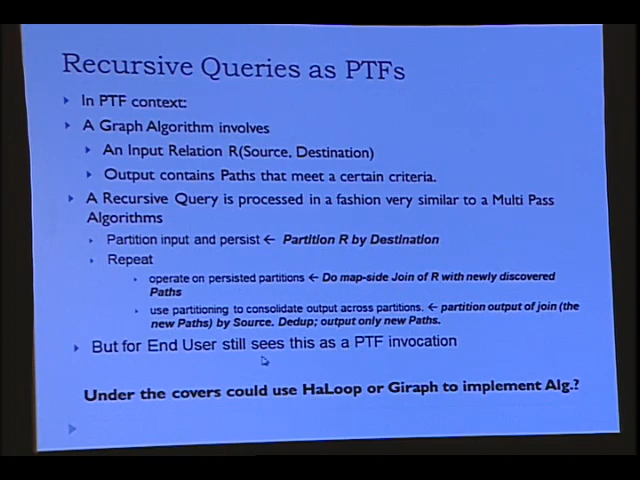 Recursive Queries as PTFs
In PTF context:
A Graph Algorithm involves
An Input Relation R(Source, Destination)
Output contains Paths that meet a certain criteria.
A Recursive Query is processed in a fashion very similar to a Multi Pass
Algorithms
Partition input and persist ← Partition R by Destination
Repeat
operate on persisted partitions ← Do map-side Join of R with newly discovered
Paths
use partitioning to consolidate output across partitions. ← partition output of join (the
new Paths) by Source. Dedup; output only new Paths.
But for End User still sees this as a PTF invocation
Under the covers could use HaLoop or Giraph to implement Alg.?